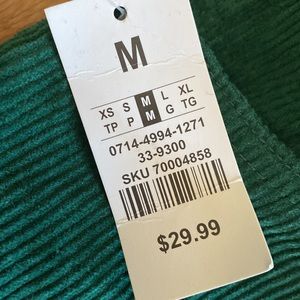 M
XS S M L XL
TP P M G TG
0714-4994-1271
33-9300
SKU 70004858
$29.99